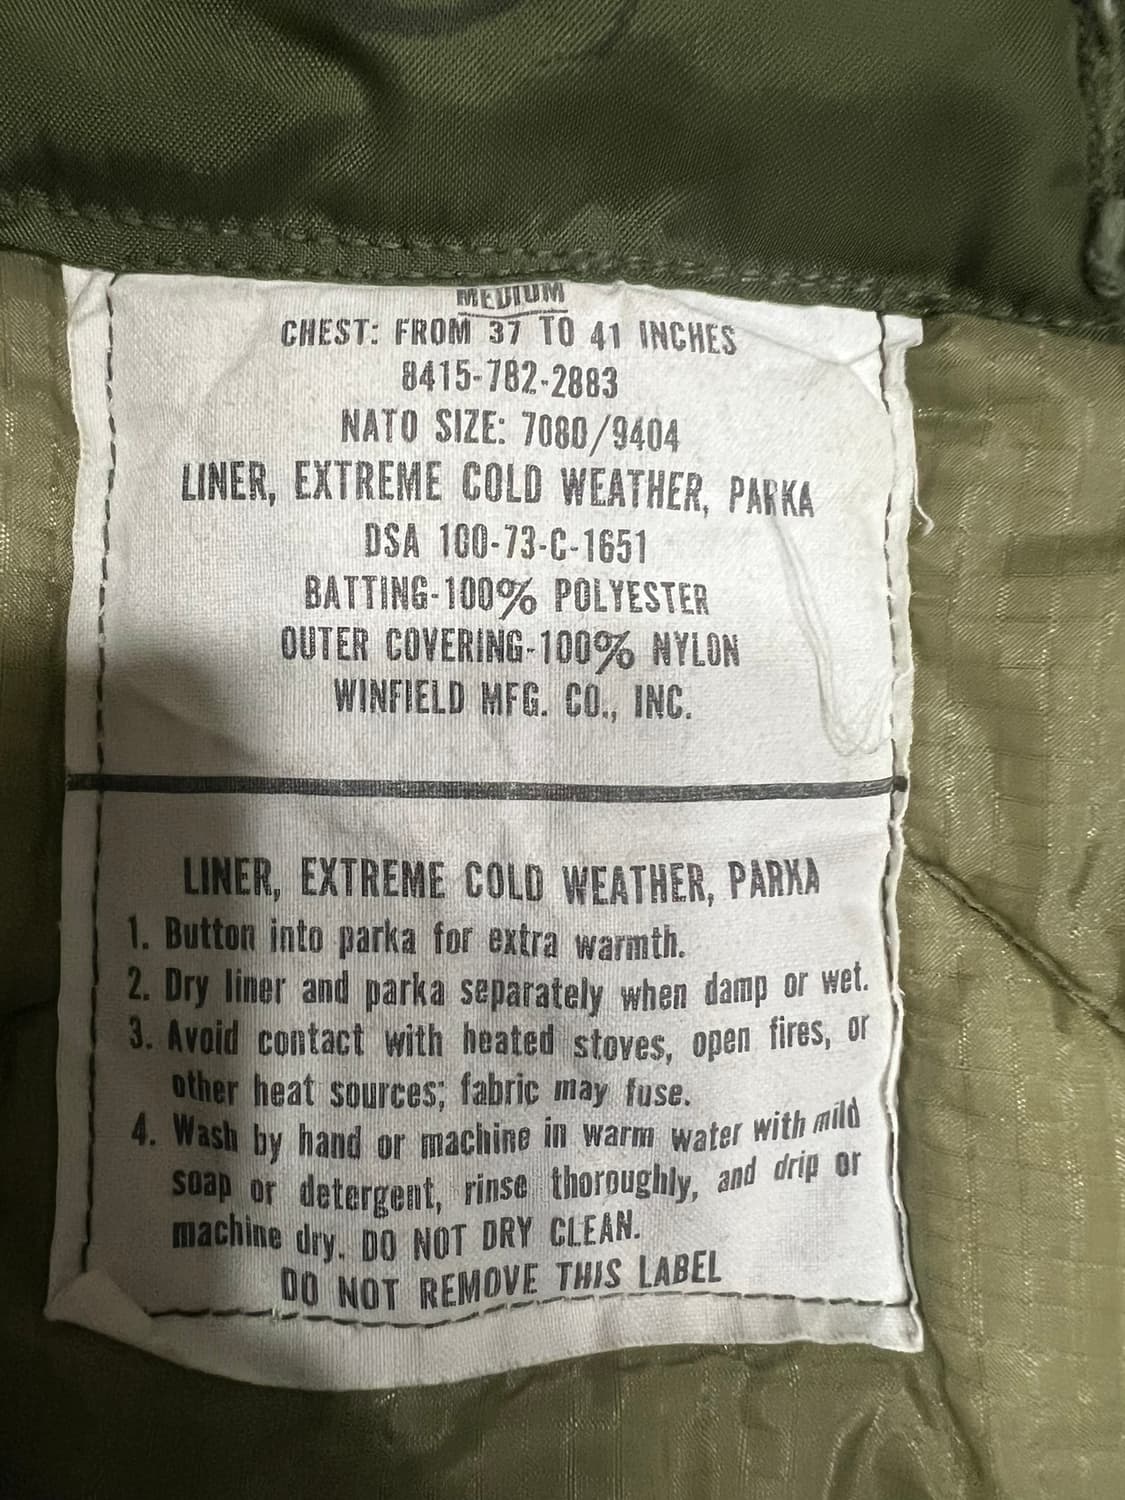 MEDIUM
CHEST: FROM 37 TO 41 INCHES
8415-782-2883
NATO SIZE: 7080/9404
LINER, EXTREME COLD WEATHER, PARKA
DSA 100-73-C-1651
BATTING-100% POLYESTER
OUTER COVERING-100% NYLON
WINFIELD MFG. CO., INC.
LINER, EXTREME COLD WEATHER, PARKA
1. Button into parka for extra warmth.
2. Dry liner and parka separately when damp or wet.
3. Avoid contact with heated stoves, open fires, or
other heat sources; fabric may fuse.
4. Wash by hand or machine in warm water with mild
soap or detergent, rinse thoroughly, and drip or
machine dry. DO NOT DRY CLEAN.
DO NOT REMOVE THIS LABEL